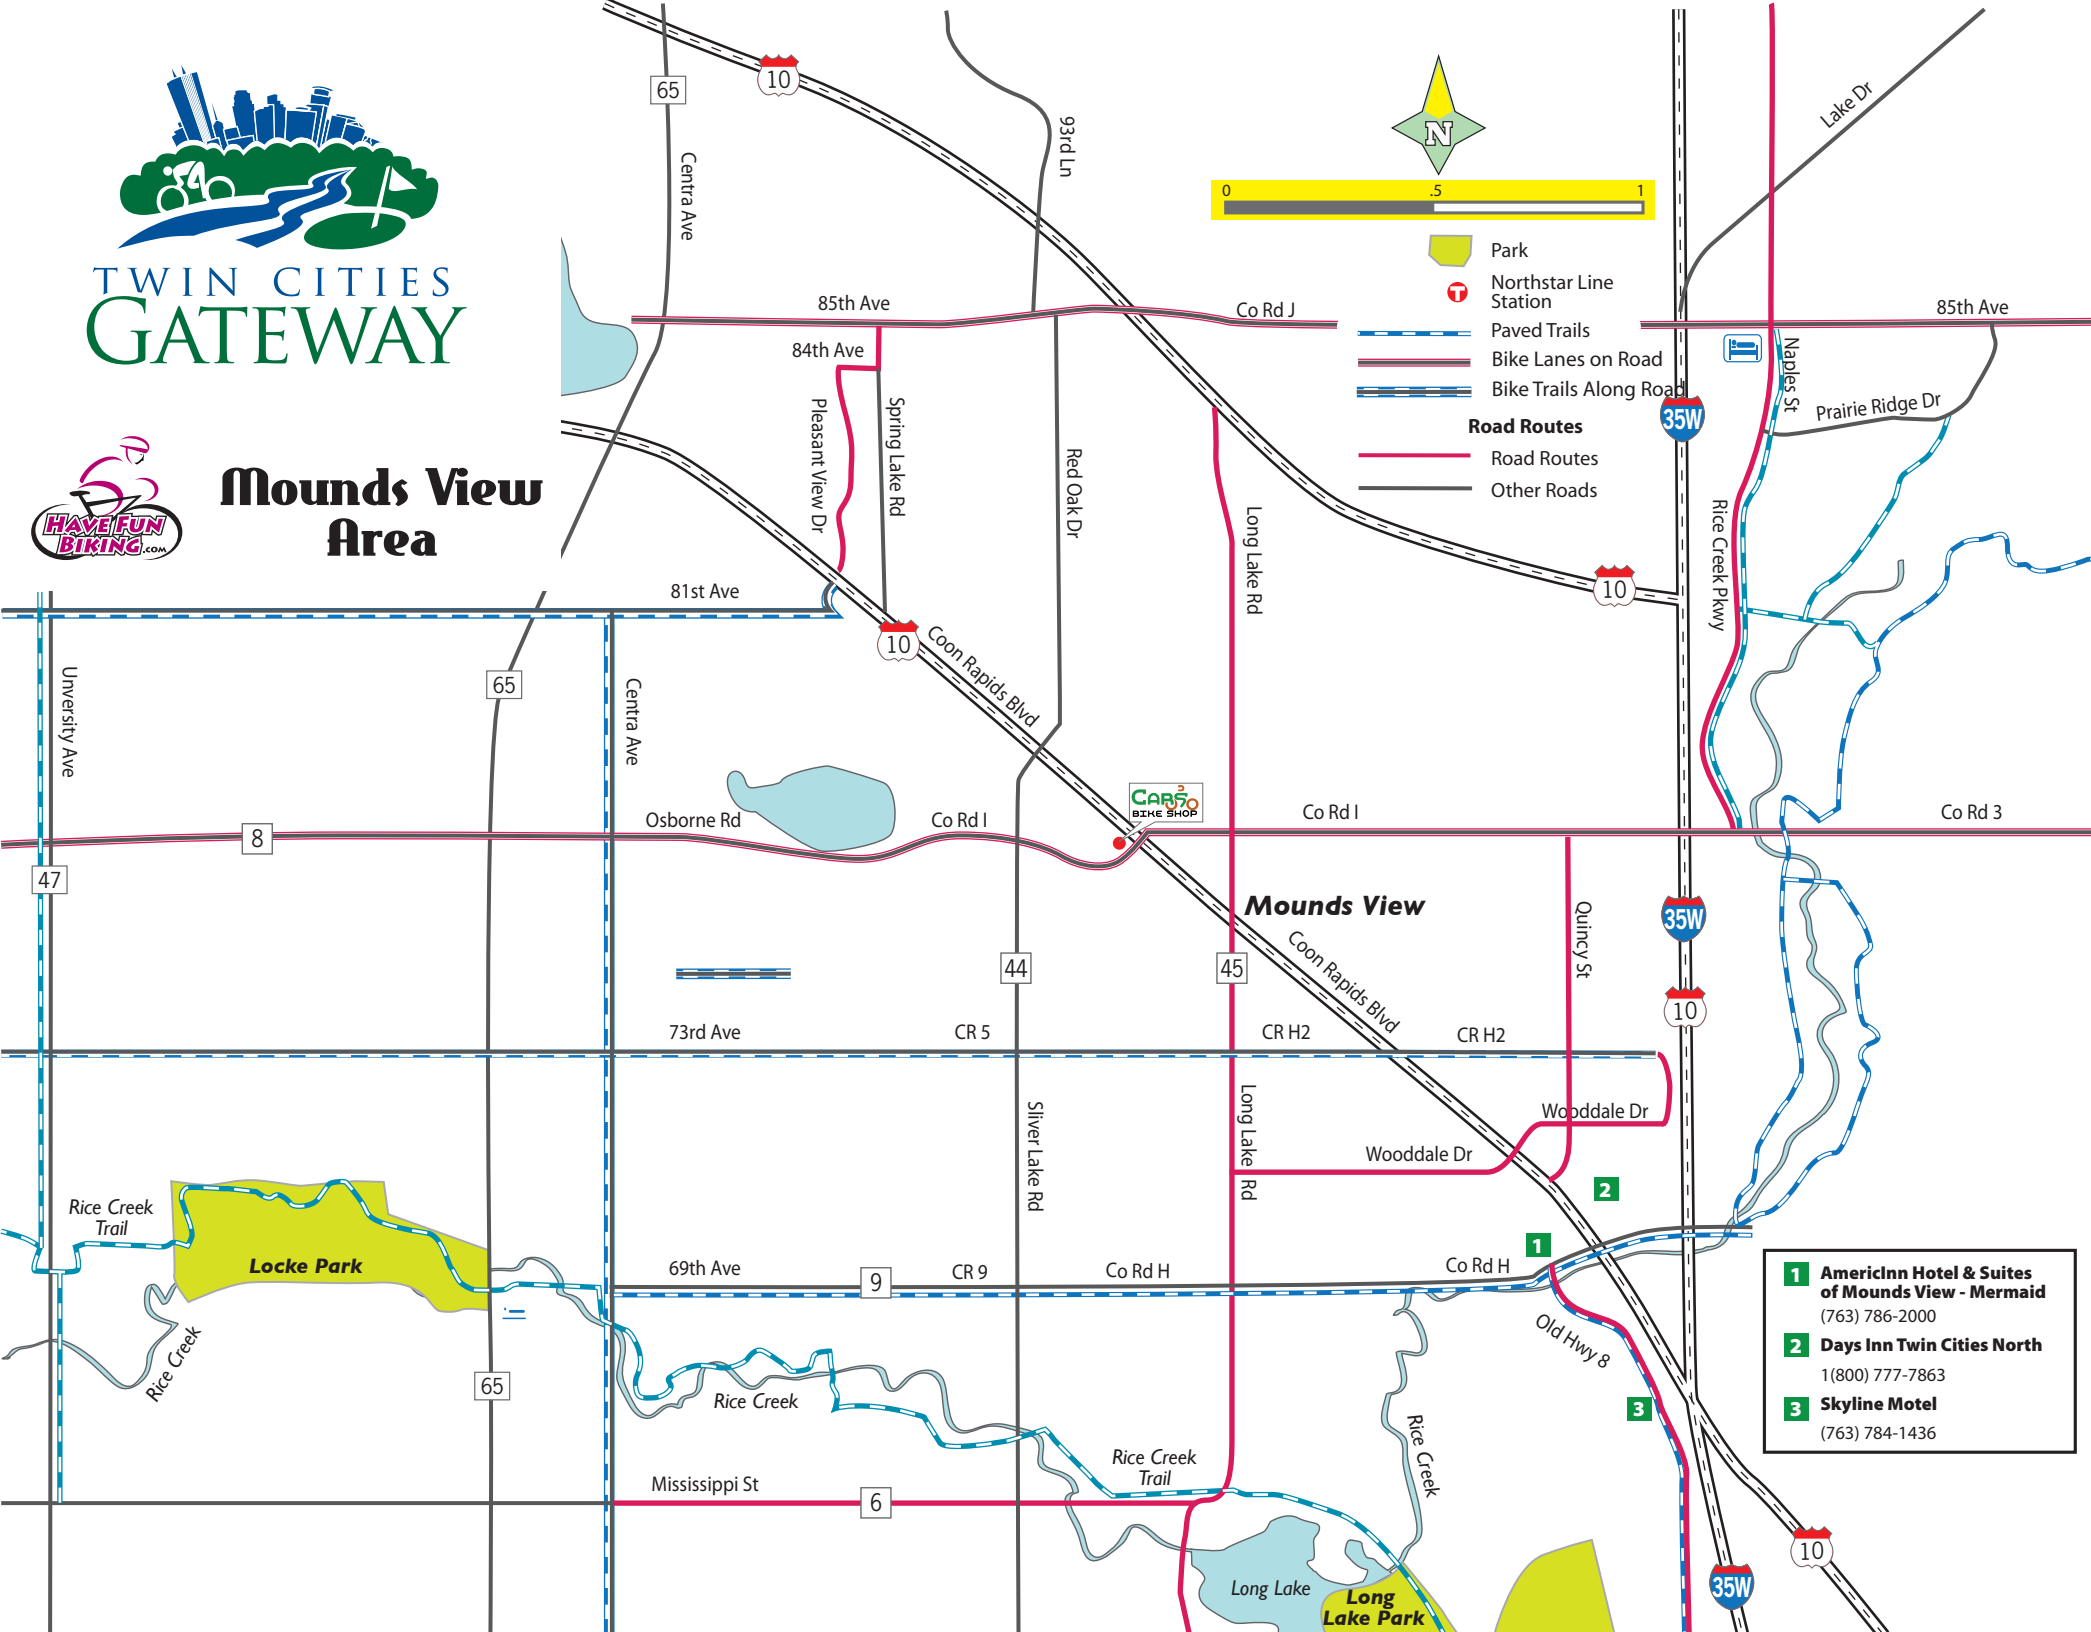 TWIN CITIES
GATEWAY
HAVE FUN
BIKING.COM
Mounds View
Area
N
0 .5 1
Park
Northstar Line
Station
T
Paved Trails
Bike Lanes on Road
Bike Trails Along Road
Road Routes
Road Routes
Other Roads
10
65
Centra Ave
93rd Ln
Lake Dr
85th Ave
Co Rd J
85th Ave
84th Ave
Pleasant View Dr
Spring Lake Rd
Red Oak Dr
Long Lake Rd
Naples St
Prairie Ridge Dr
35W
Rice Creek Pkwy
10
81st Ave
10
Coon Rapids Blvd
65
Unversity Ave
Centra Ave
CARS
BIKE SHOP
Osborne Rd
Co Rd I
Co Rd I
Co Rd 3
8
47
Mounds View
Quincy St
35W
Coon Rapids Blvd
44
45
10
73rd Ave
CR 5
CR H2
CR H2
Sliver Lake Rd
Long Lake Rd
Wooddale Dr
Wooddale Dr
2
Rice Creek
Trail
Locke Park
1
69th Ave
9
CR 9
Co Rd H
Co Rd H
Old Hwy 8
Rice Creek
65
Rice Creek
3
Rice Creek
Rice Creek
Trail
Mississippi St
6
Long Lake
Long
Lake Park
10
35W
1 AmericInn Hotel & Suites
of Mounds View - Mermaid
(763) 786-2000
2 Days Inn Twin Cities North
1(800) 777-7863
3 Skyline Motel
(763) 784-1436